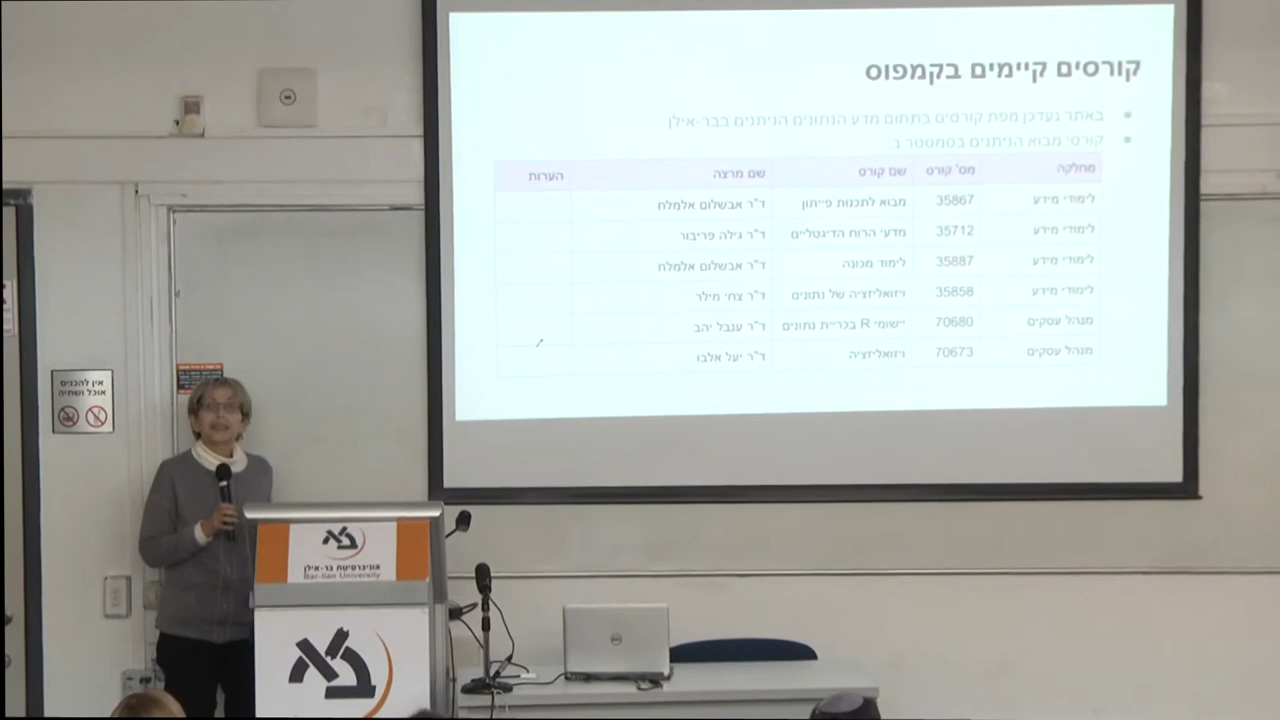 קורסים קיימים בקמפוס
באתר נעדכן מפת קורסים בתחום מדע הנתונים הניתנים בבר-אילן
קורסי מבוא הניתנים בסמסטר ב
מחלקה מס' קורס שם קורס שם מרצה הערות
לימודי מידע 35867 מבוא לתכנות פייתון ד"ר אבשלום אלמלח
לימודי מידע 35712 מדעי הרוח הדיגטליים ד"ר גילה פריבור
לימודי מידע 35887 לימוד מכונה ד"ר אבשלום אלמלח
לימודי מידע 35858 ויזואליזציה של נתונים ד"ר צחי מילר
מנהל עסקים 70680 יישומי R בכריית נתונים ד"ר ענבל יהב
מנהל עסקים 70673 ויזואליזציה ד"ר יעל אלבו
אין להכניס
אוכל ושתיה
בא
אוניברסיטת בר-אילן
Bar-Ilan University
DELL
בא